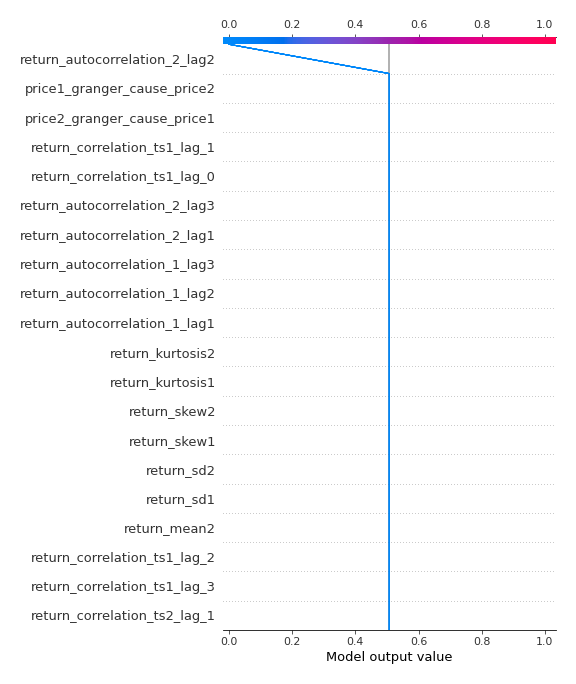 0.0 0.2 0.4 0.6 0.8 1.0
return_autocorrelation_2_lag2
price1_granger_cause_price2
price2_granger_cause_price1
return_correlation_ts1_lag_1
return_correlation_ts1_lag_0
return_autocorrelation_2_lag3
return_autocorrelation_2_lag1
return_autocorrelation_1_lag3
return_autocorrelation_1_lag2
return_autocorrelation_1_lag1
return_kurtosis2
return_kurtosis1
return_skew2
return_skew1
return_sd2
return_sd1
return_mean2
return_correlation_ts1_lag_2
return_correlation_ts1_lag_3
return_correlation_ts2_lag_1
0.0 0.2 0.4 0.6 0.8 1.0
Model output value